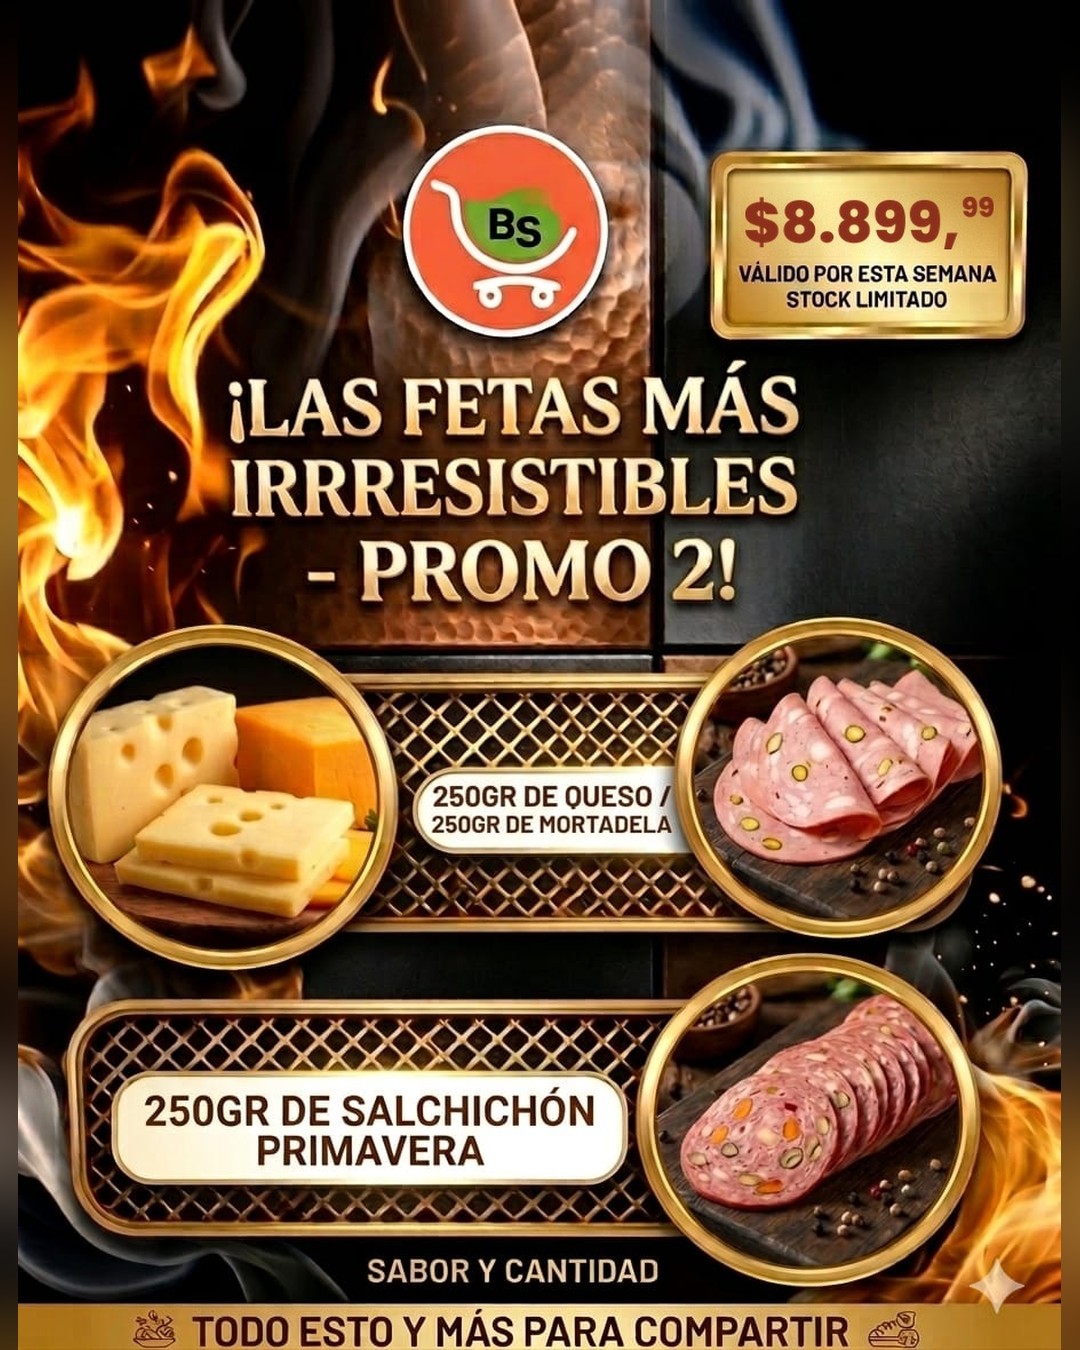 BS
$8.899,99
VÁLIDO POR ESTA SEMANA
STOCK LIMITADO
¡LAS FETAS MÁS
IRRRESISTIBLES
- PROMO 2!
250GR DE QUESO /
250GR DE MORTADELA
250GR DE SALCHICHÓN
PRIMAVERA
SABOR Y CANTIDAD
TODO ESTO Y MÁS PARA COMPARTIR